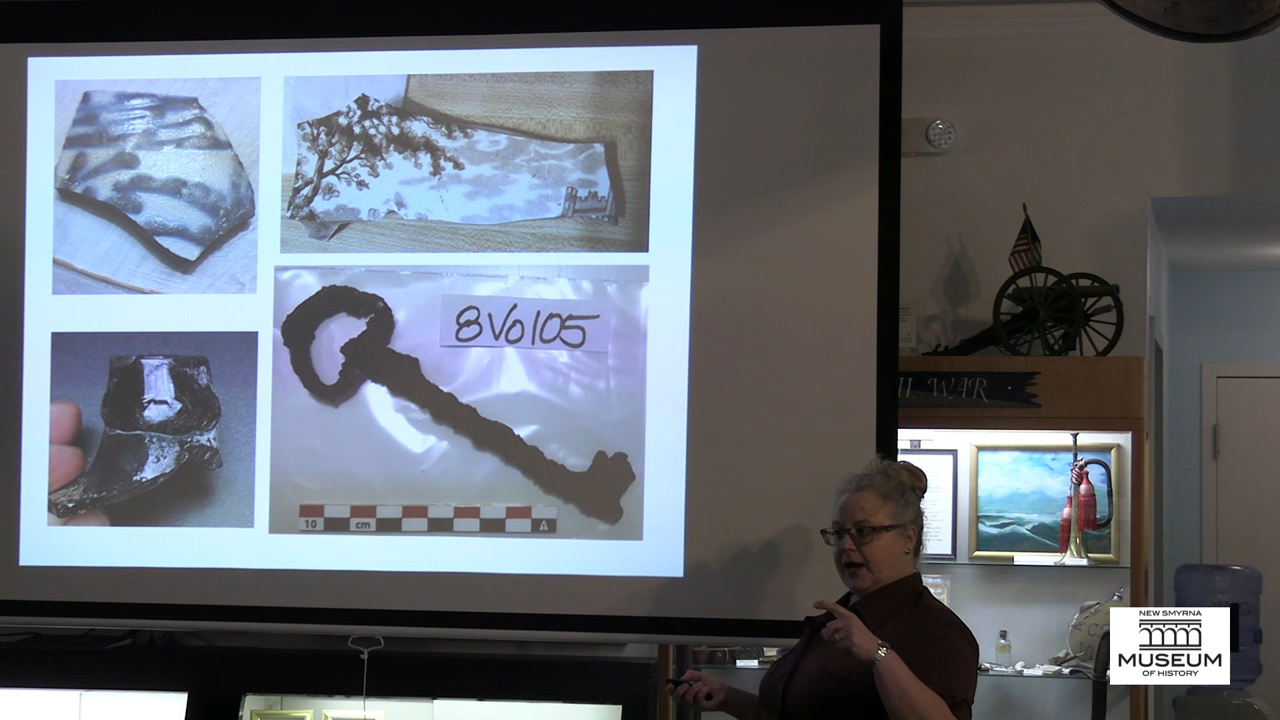 8Vo105
10 cm
WAR
NEW SMYRNA
MUSEUM
OF HISTORY